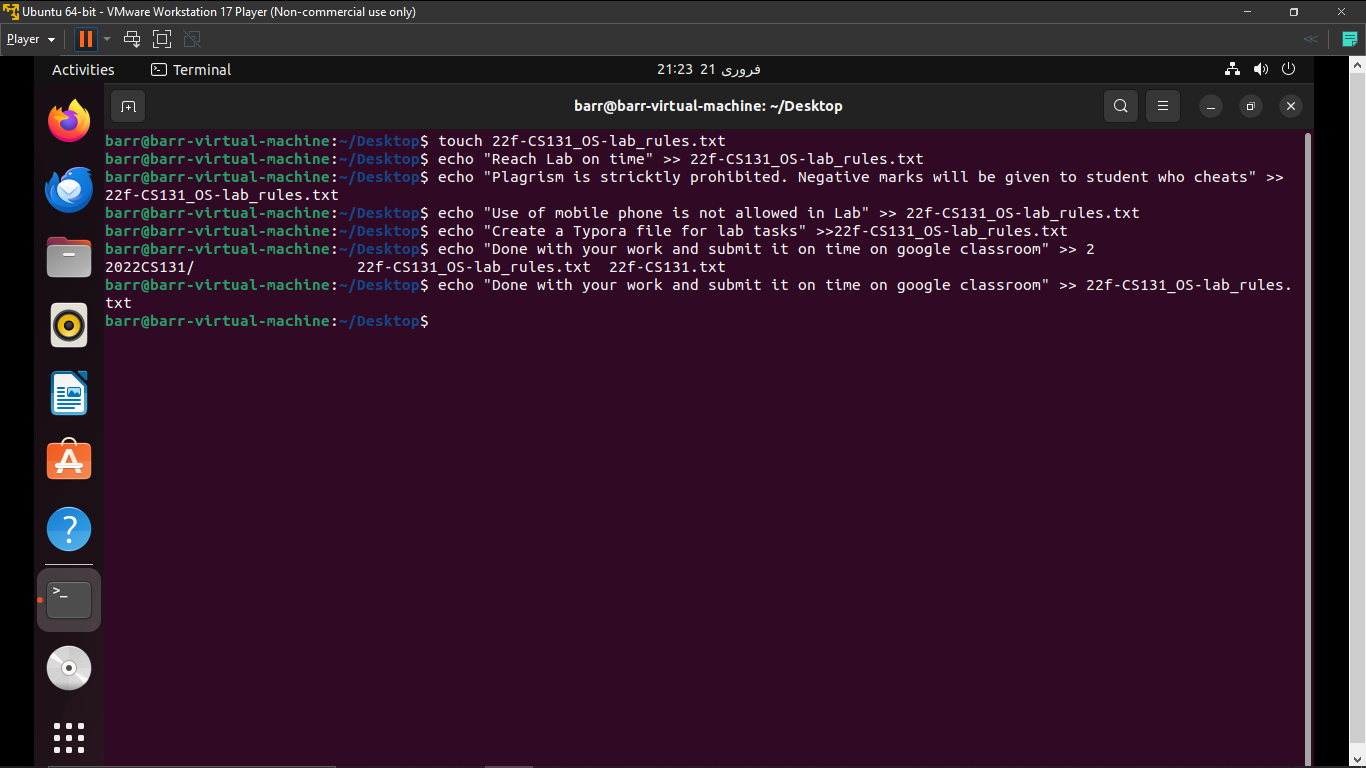 Ubuntu 64-bit - VMware Workstation 17 Player (Non-commercial use only)
Player
Activities
Terminal
21:23 21 فروری
barr@barr-virtual-machine: ~/Desktop
barr@barr-virtual-machine:~/Desktop$ touch 22f-CS131_OS-lab_rules.txt
barr@barr-virtual-machine:~/Desktop$ echo "Reach Lab on time" >> 22f-CS131_OS-lab_rules.txt
barr@barr-virtual-machine:~/Desktop$ echo "Plagrism is stricktly prohibited. Negative marks will be given to student who cheats" >>
22f-CS131_OS-lab_rules.txt
barr@barr-virtual-machine:~/Desktop$ echo "Use of mobile phone is not allowed in Lab" >> 22f-CS131_OS-lab_rules.txt
barr@barr-virtual-machine:~/Desktop$ echo "Create a Typora file for lab tasks" >>22f-CS131_OS-lab_rules.txt
barr@barr-virtual-machine:~/Desktop$ echo "Done with your work and submit it on time on google classroom" >> 2
2022CS131/ 22f-CS131_OS-lab_rules.txt 22f-CS131.txt
barr@barr-virtual-machine:~/Desktop$ echo "Done with your work and submit it on time on google classroom" >> 22f-CS131_OS-lab_rules.
txt
barr@barr-virtual-machine:~/Desktop$